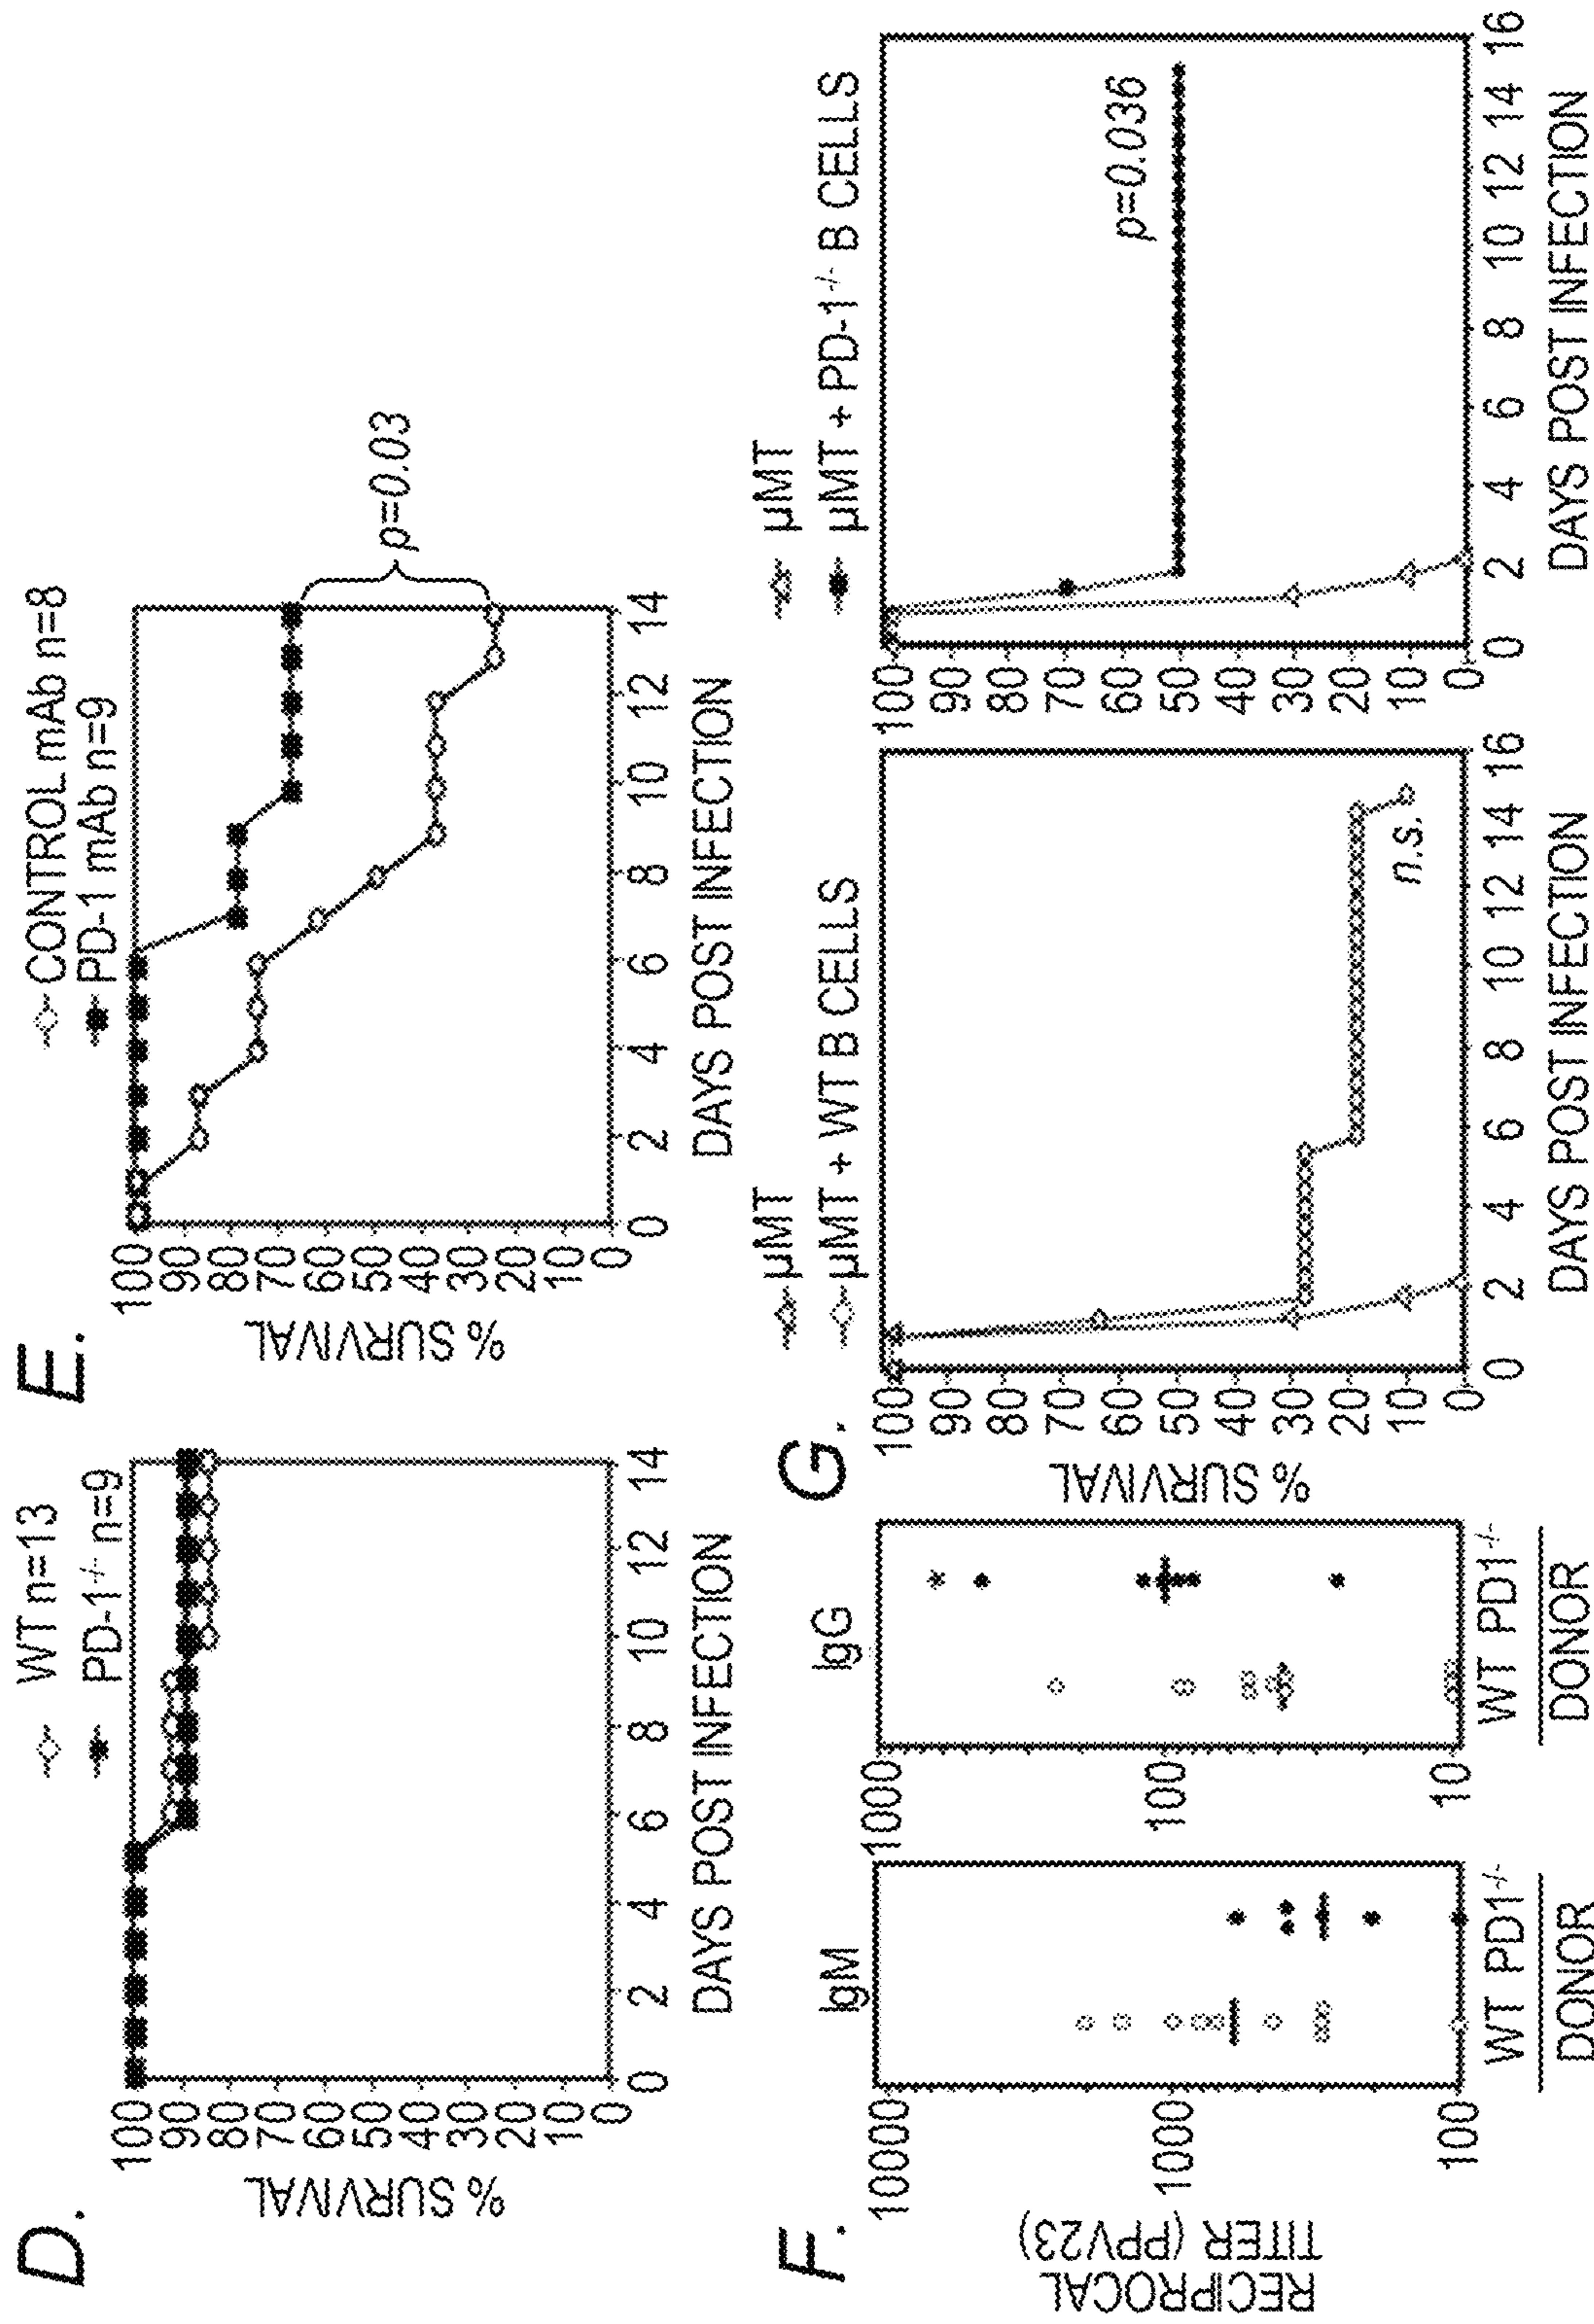 D.
WT n=13
PD-1-/- n=9
% SURVIVAL
100
90
80
70
60
50
40
30
20
10
0
0 2 4 6 8 10 12 14
DAYS POST INFECTION
E.
CONTROL mAb n=8
PD-1 mAb n=9
% SURVIVAL
100
90
80
70
60
50
40
30
20
10
0
p=0.03
0 2 4 6 8 10 12 14
DAYS POST INFECTION
F.
RECIPROCAL
TITER (PPV23)
IgM
10000
1000
100
WT PD1-/-
DONOR
IgG
1000
100
10
WT PD1-/-
DONOR
G.
µMT
µMT + WT B CELLS
% SURVIVAL
100
90
80
70
60
50
40
30
20
10
0
n.s.
0 2 4 6 8 10 12 14 16
DAYS POST INFECTION
µMT
µMT + PD-1-/- B CELLS
100
90
80
70
60
50
40
30
20
10
0
p=0.036
0 2 4 6 8 10 12 14 16
DAYS POST INFECTION